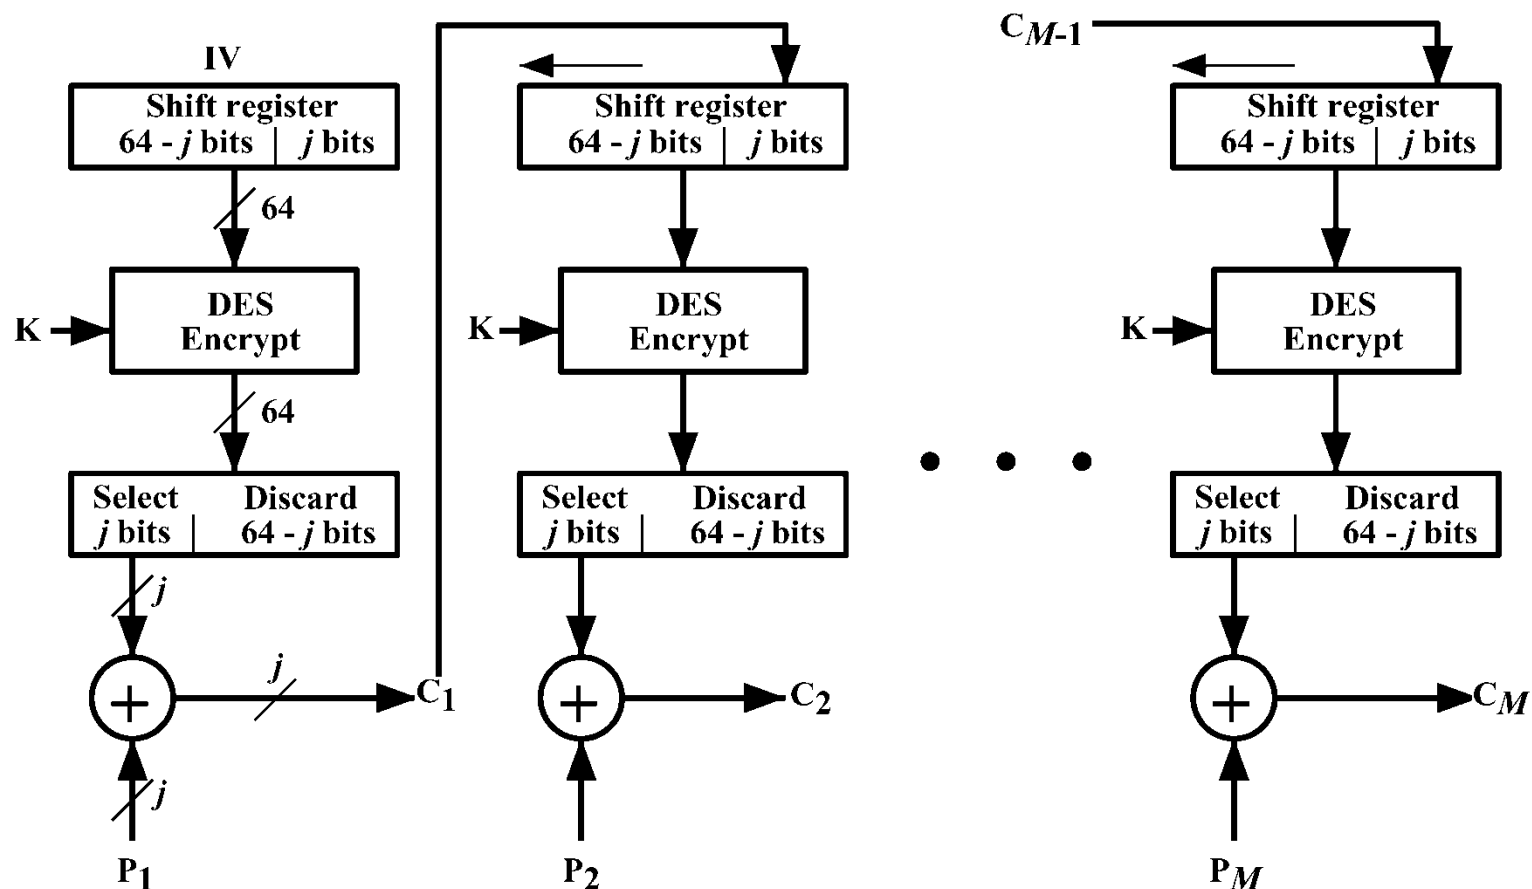 IV
Shift register
64 - j bits | j bits
64
K
DES
Encrypt
64
Select Discard
j bits | 64 - j bits
j
j
C1
j
P1
Shift register
64 - j bits | j bits
K
DES
Encrypt
Select Discard
j bits | 64 - j bits
C2
P2
CM-1
Shift register
64 - j bits | j bits
K
DES
Encrypt
Select Discard
j bits | 64 - j bits
CM
PM